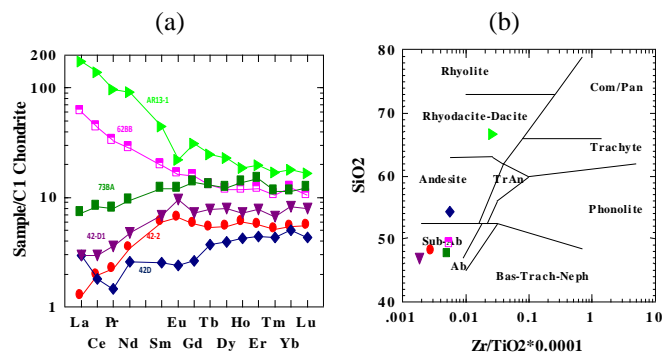 (a)
(b)
Sample/C1 Chondrite
200
100
10
1
AR13-1
62BB
73BA
42-D1
42-2
42D
La Pr Eu Tb Ho Tm Lu
Ce Nd Sm Gd Dy Er Yb
SiO2
80
70
60
50
40
Rhyolite
Com/Pan
Rhyodacite-Dacite
Trachyte
Andesite
TrAn
Phonolite
Sub-Ab
Ab
Bas-Trach-Neph
.001 0.01 0.1 1 10
Zr/TiO2*0.0001